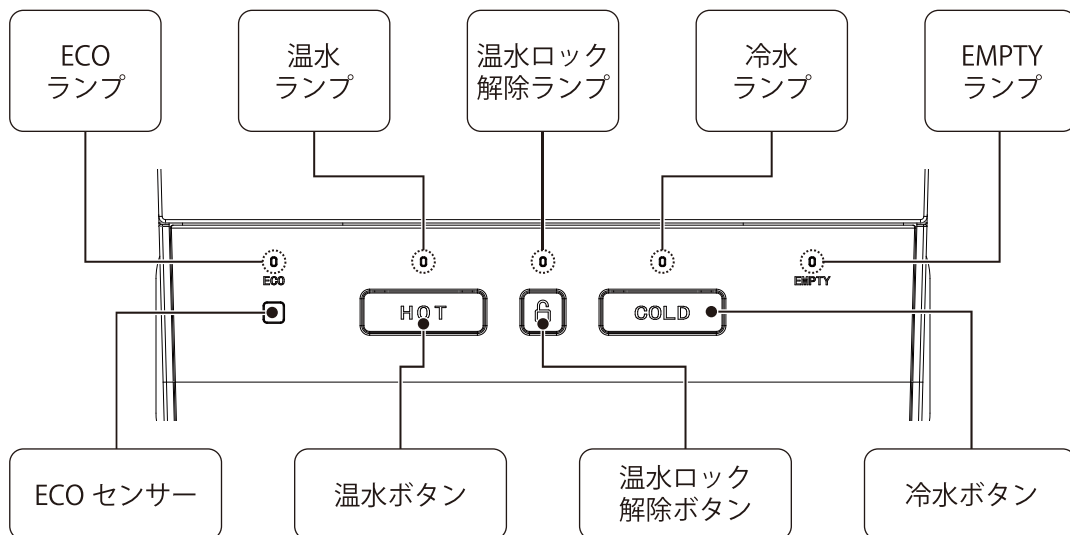 ECO
ランプ
温水
ランプ
温水ロック
解除ランプ
冷水
ランプ
EMPTY
ランプ
ECO
EMPTY
HOT
COLD
ECO センサー
温水ボタン
温水ロック
解除ボタン
冷水ボタン